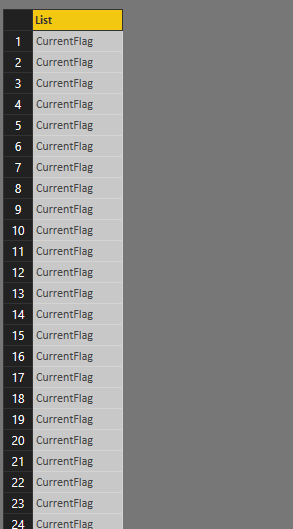 List
1 CurrentFlag
2 CurrentFlag
3 CurrentFlag
4 CurrentFlag
5 CurrentFlag
6 CurrentFlag
7 CurrentFlag
8 CurrentFlag
9 CurrentFlag
10 CurrentFlag
11 CurrentFlag
12 CurrentFlag
13 CurrentFlag
14 CurrentFlag
15 CurrentFlag
16 CurrentFlag
17 CurrentFlag
18 CurrentFlag
19 CurrentFlag
20 CurrentFlag
21 CurrentFlag
22 CurrentFlag
23 CurrentFlag
24 CurrentFlag